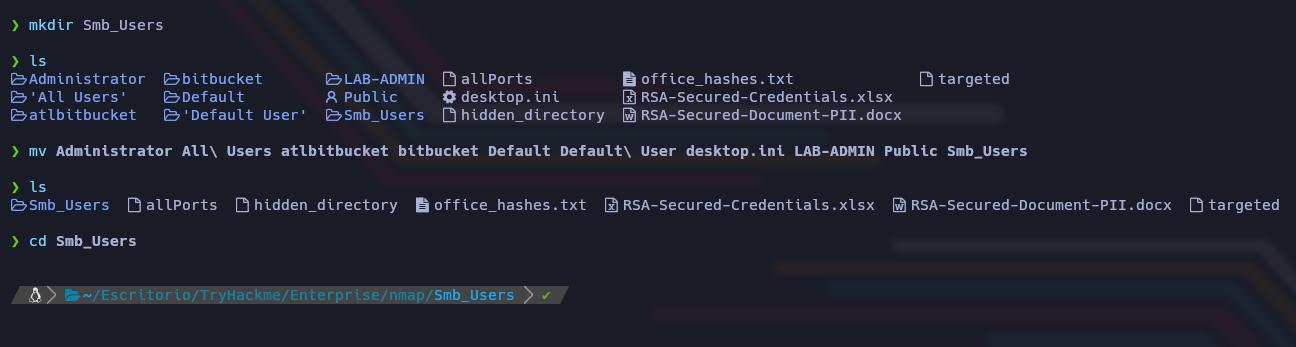 ❯ mkdir Smb_Users
❯ ls
Administrator bitbucket LAB-ADMIN allPorts office_hashes.txt targeted
'All Users' Default Public desktop.ini RSA-Secured-Credentials.xlsx
atlbitbucket 'Default User' Smb_Users hidden_directory RSA-Secured-Document-PII.docx
❯ mv Administrator All\ Users atlbitbucket bitbucket Default Default\ User desktop.ini LAB-ADMIN Public Smb_Users
❯ ls
Smb_Users allPorts hidden_directory office_hashes.txt RSA-Secured-Credentials.xlsx RSA-Secured-Document-PII.docx targeted
❯ cd Smb_Users
~/Escritorio/TryHackme/Enterprise/nmap/Smb_Users ✔